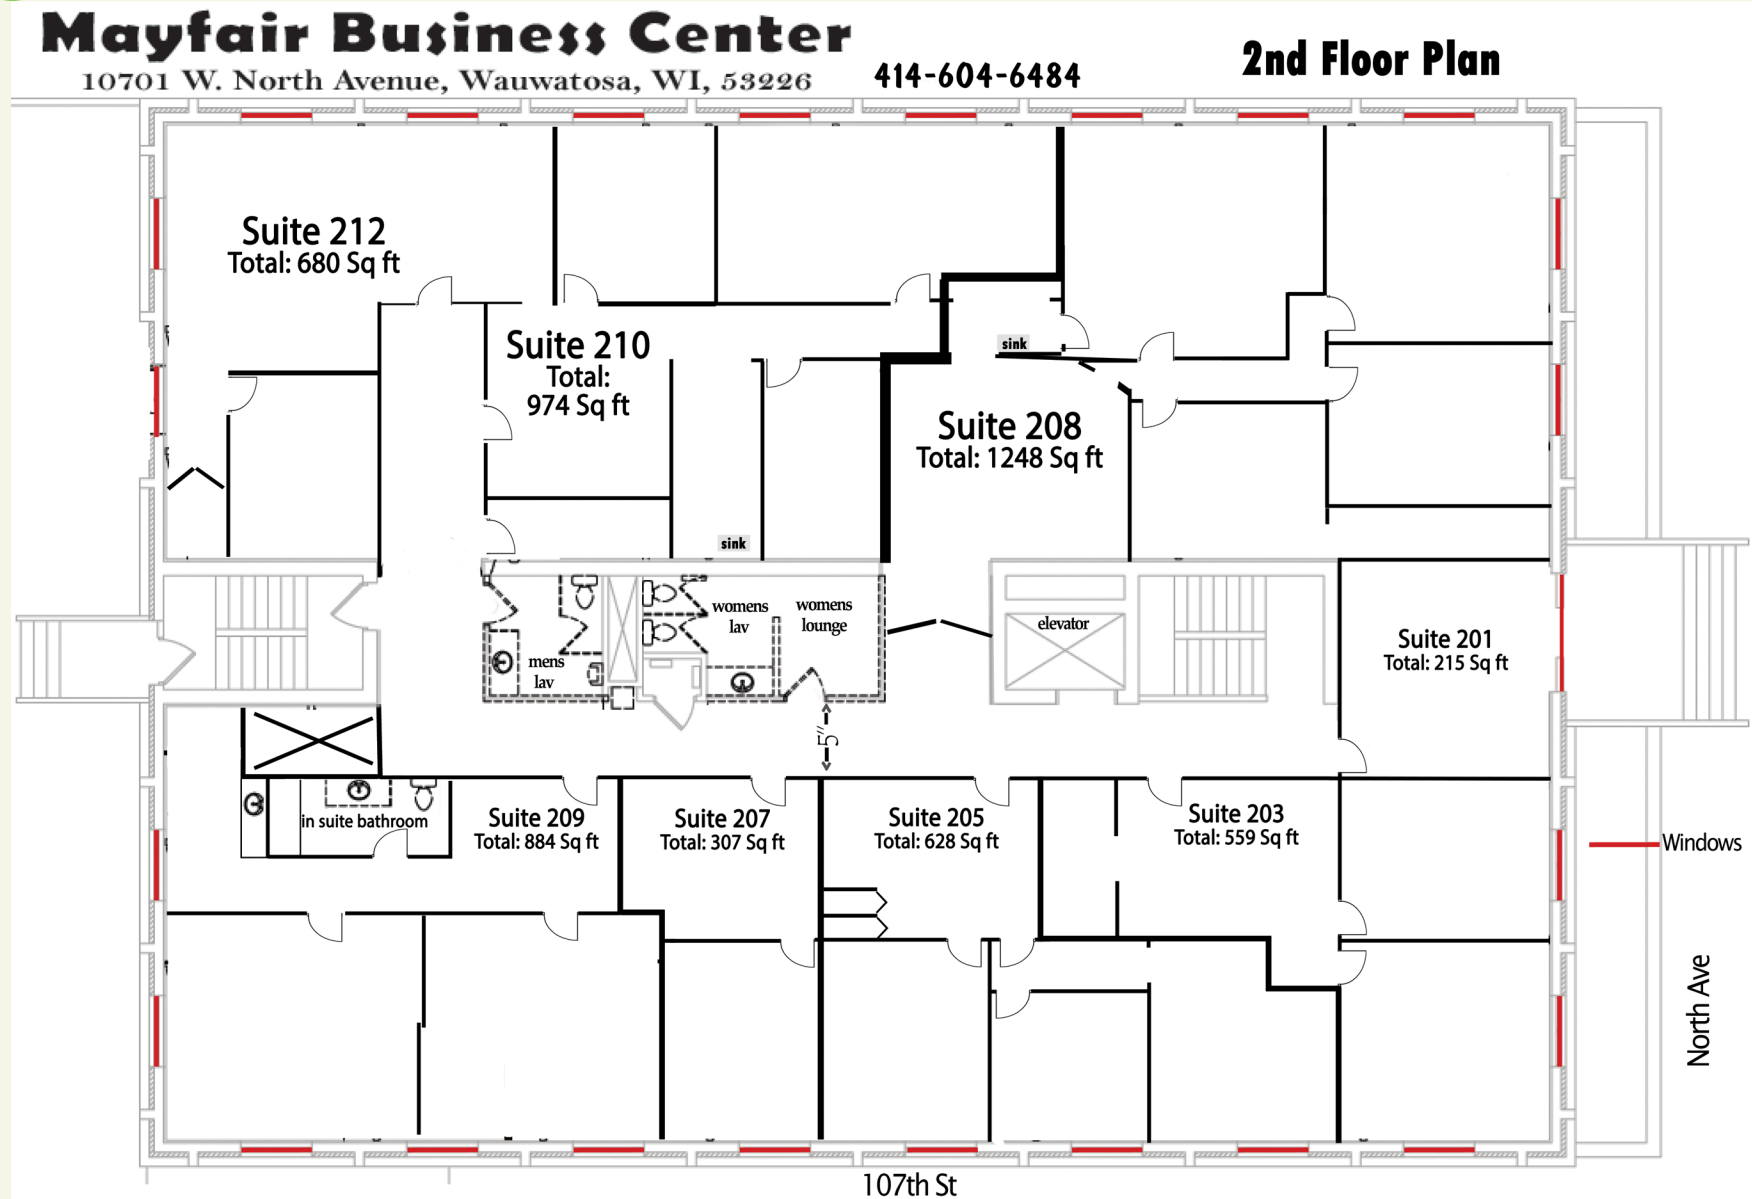 Mayfair Business Center
10701 W. North Avenue, Wauwatosa, WI, 53226
414-604-6484
2nd Floor Plan
Suite 212
Total: 680 Sq ft
Suite 210
Total:
974 Sq ft
sink
sink
Suite 208
Total: 1248 Sq ft
womens
lav
womens
lounge
mens
lav
elevator
Suite 201
Total: 215 Sq ft
5"
in suite bathroom
Suite 209
Total: 884 Sq ft
Suite 207
Total: 307 Sq ft
Suite 205
Total: 628 Sq ft
Suite 203
Total: 559 Sq ft
Windows
North Ave
107th St